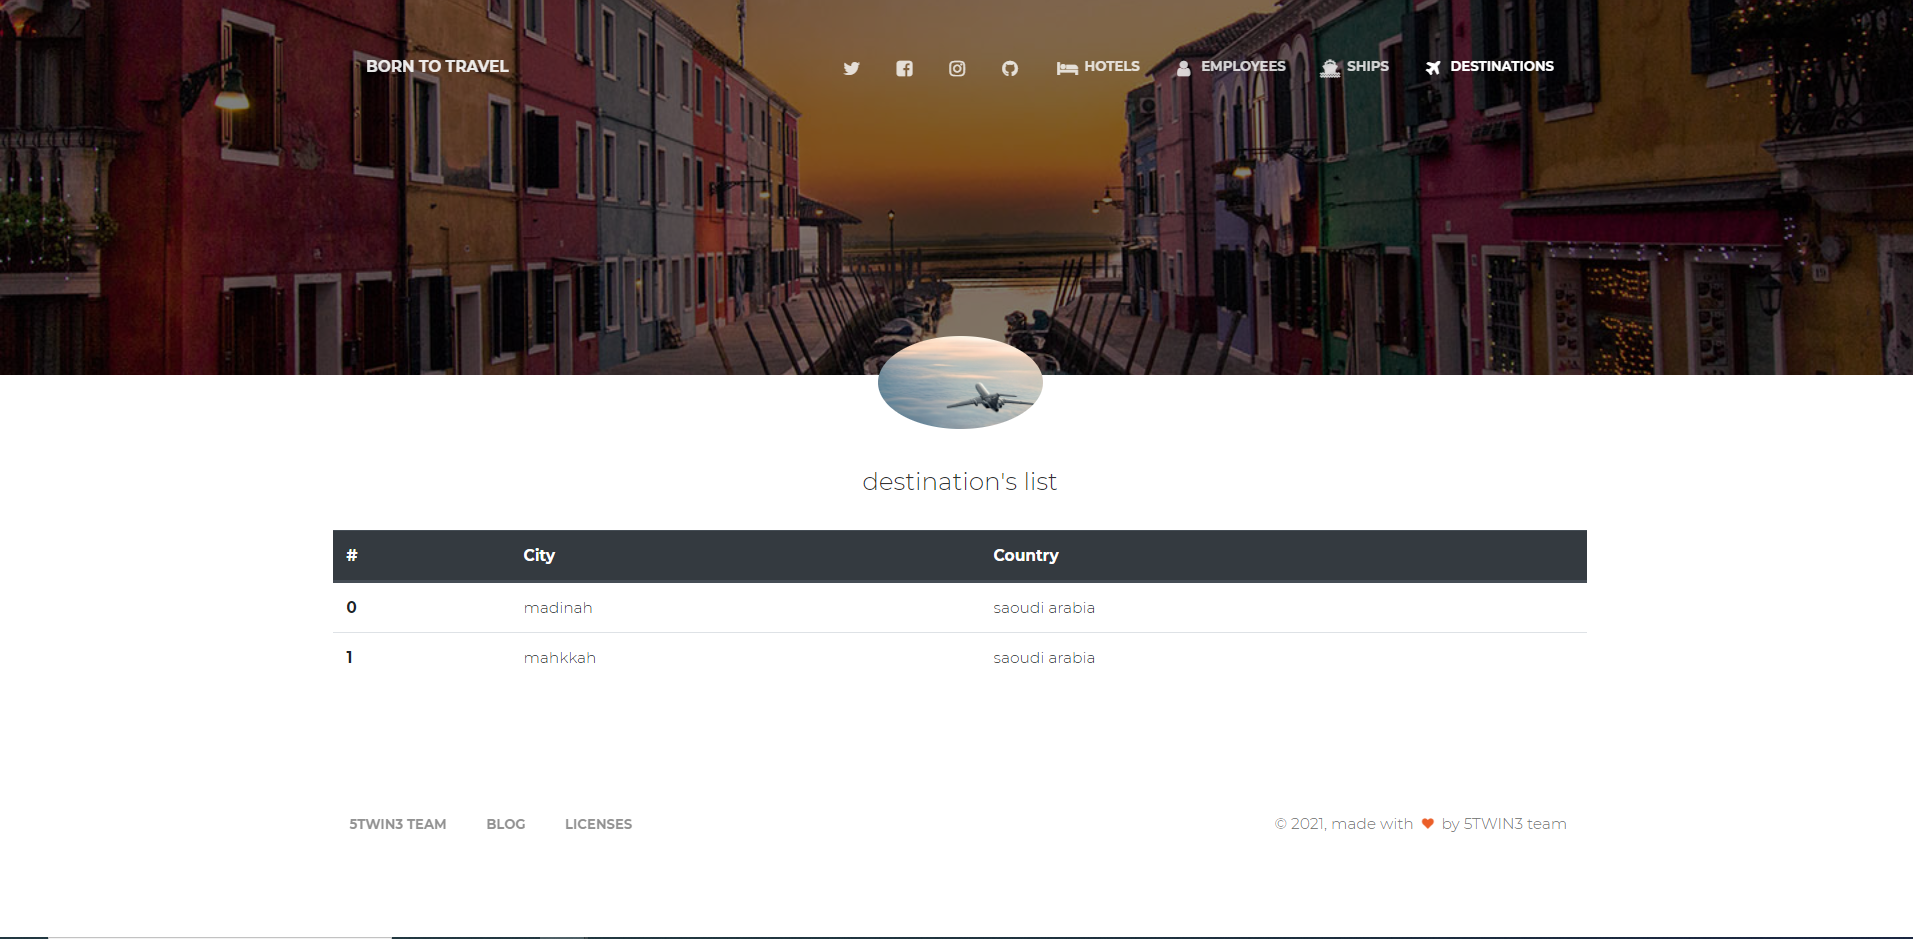 BORN TO TRAVEL HOTELS EMPLOYEES SHIPS DESTINATIONS
destination's list
# City Country
0 madinah saoudi arabia
1 mahkkah saoudi arabia
5TWIN3 TEAM BLOG LICENSES © 2021, made with ♥ by 5TWIN3 team